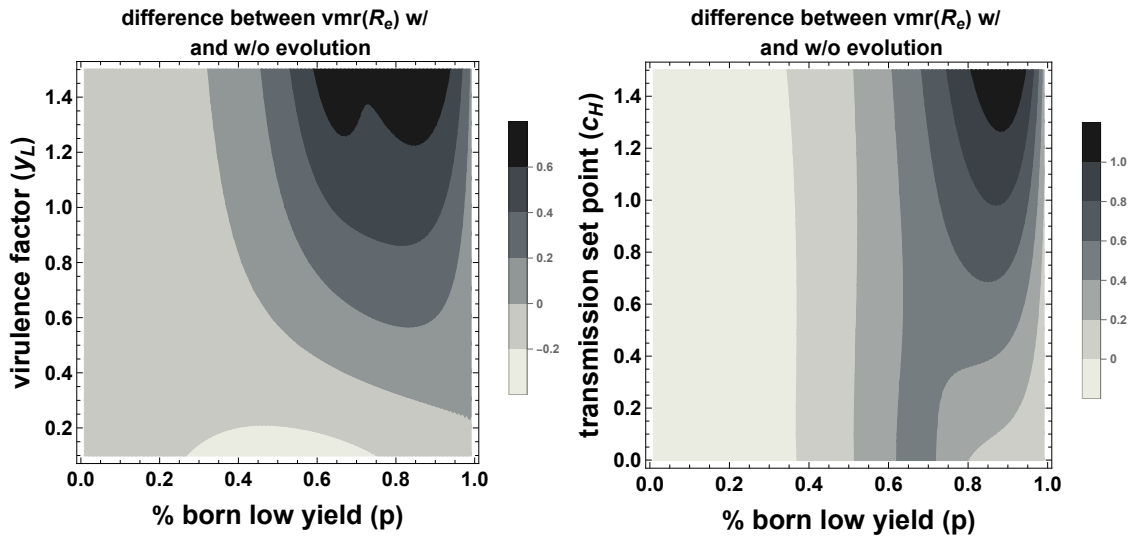 difference between vmr(Rₑ) w/
and w/o evolution
virulence factor (y_L)
1.4
1.2
1.0
0.8
0.6
0.4
0.2
0.0 0.2 0.4 0.6 0.8 1.0
% born low yield (p)
0.6
0.4
0.2
0
−0.2
difference between vmr(Rₑ) w/
and w/o evolution
transmission set point (c_H)
1.4
1.2
1.0
0.8
0.6
0.4
0.2
0.0
0.0 0.2 0.4 0.6 0.8 1.0
% born low yield (p)
1.0
0.8
0.6
0.4
0.2
0